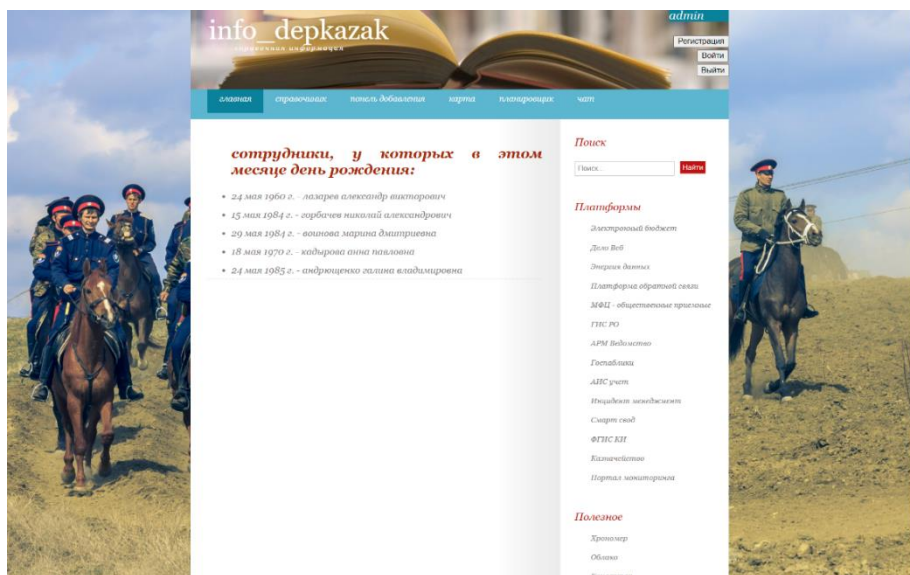 info_depkazak
справочная информация
admin
Регистрация
Войти
Выйти
главная справочник панель добавления карта планировщик чат
сотрудники, у которых в этом
месяце день рождения:
• 24 мая 1960 г. - лазарев александр викторович
• 15 мая 1984 г. - горбачев николай александрович
• 29 мая 1984 г. - воинова марина дмитриевна
• 18 мая 1970 г. - кадырова анна павловна
• 24 мая 1985 г. - андрющенко галина владимировна
Поиск
Поиск... Найти
Платформы
Электронный бюджет
Дело Веб
Энергия данных
Платформа обратной связи
МФЦ - общественные приемные
ГИС РО
АРМ Ведомство
Госпаблики
АИС учет
Инцидент менеджмент
Смарт свод
ФГИС КИ
Казначейство
Портал мониторинга
Полезное
Хрономер
Облако